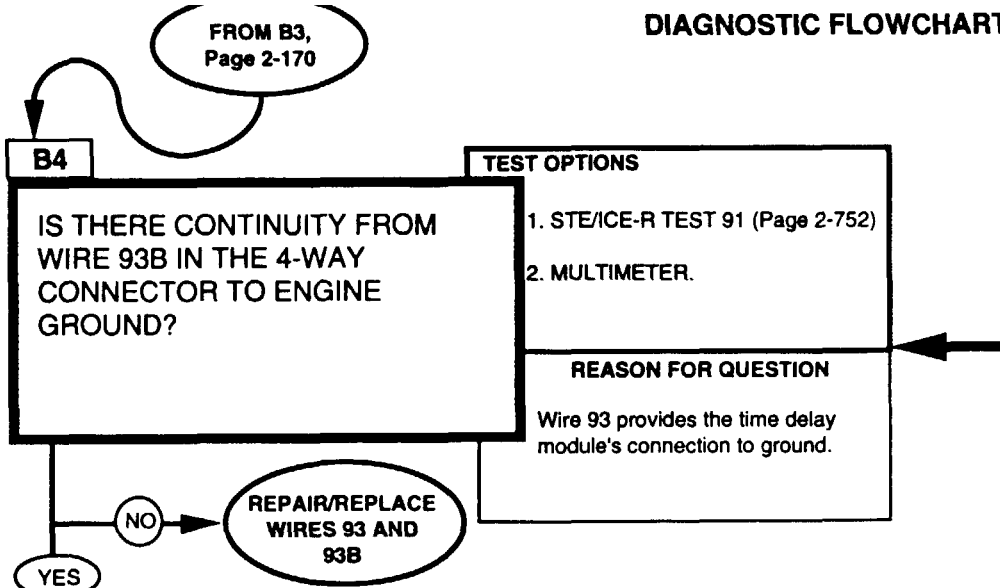 FROM B3,
Page 2-170
DIAGNOSTIC FLOWCHART
B4
IS THERE CONTINUITY FROM
WIRE 93B IN THE 4-WAY
CONNECTOR TO ENGINE
GROUND?
TEST OPTIONS
1. STE/ICE-R TEST 91 (Page 2-752)
2. MULTIMETER.
REASON FOR QUESTION
Wire 93 provides the time delay
module's connection to ground.
NO
REPAIR/REPLACE
WIRES 93 AND
93B
YES